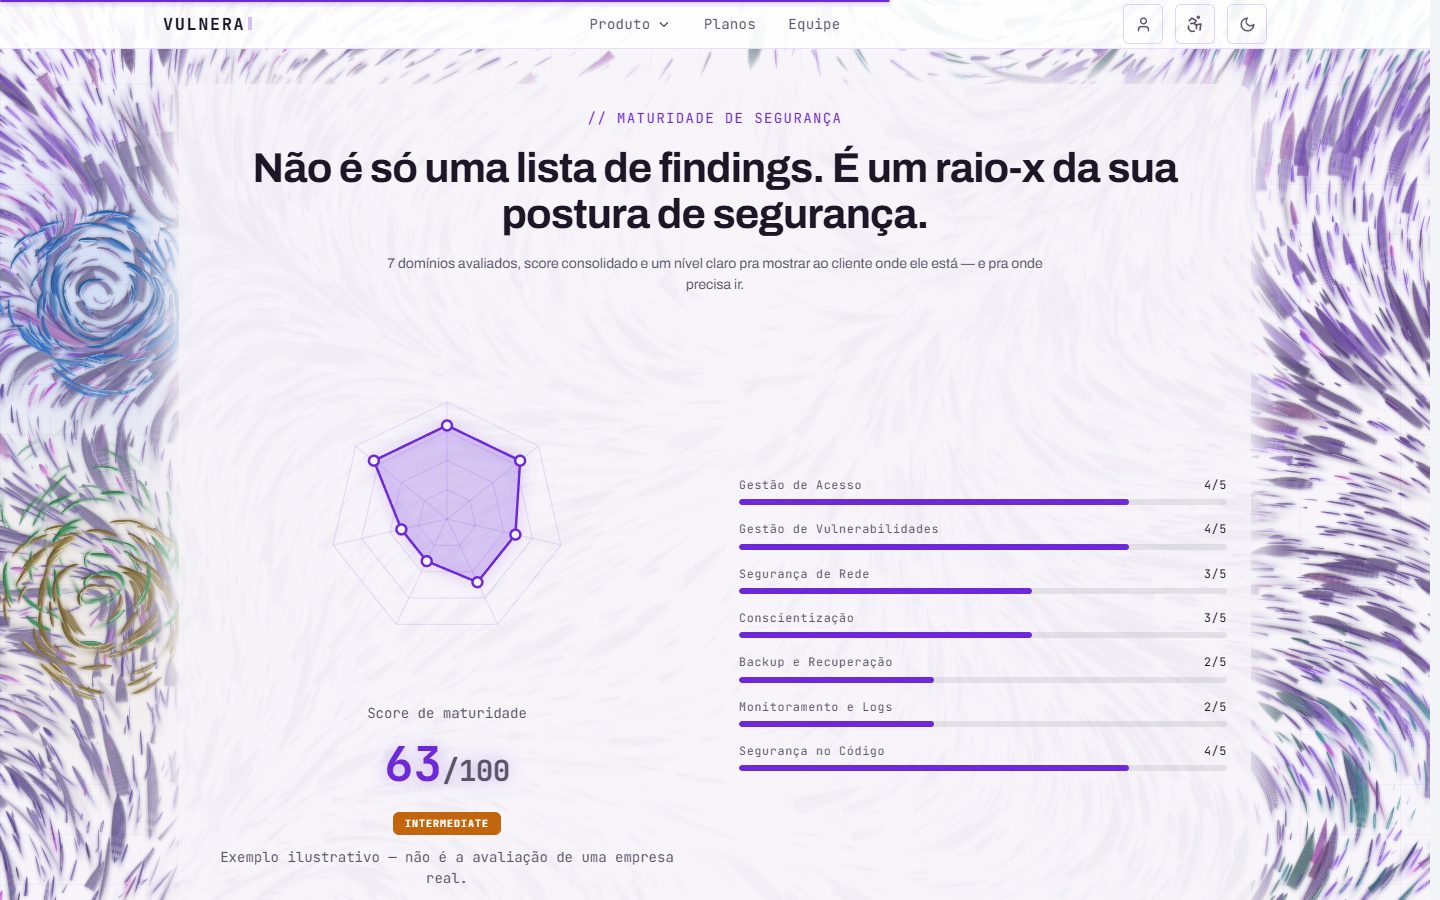 VULNERA
Produto
Planos
Equipe
// MATURIDADE DE SEGURANÇA
Não é só uma lista de findings. É um raio-x da sua
postura de segurança.
7 domínios avaliados, score consolidado e um nível claro pra mostrar ao cliente onde ele está — e pra onde
precisa ir.
Score de maturidade
63/100
INTERMEDIATE
Exemplo ilustrativo — não é a avaliação de uma empresa
real.
Gestão de Acesso 4/5
Gestão de Vulnerabilidades 4/5
Segurança de Rede 3/5
Conscientização 3/5
Backup e Recuperação 2/5
Monitoramento e Logs 2/5
Segurança no Código 4/5